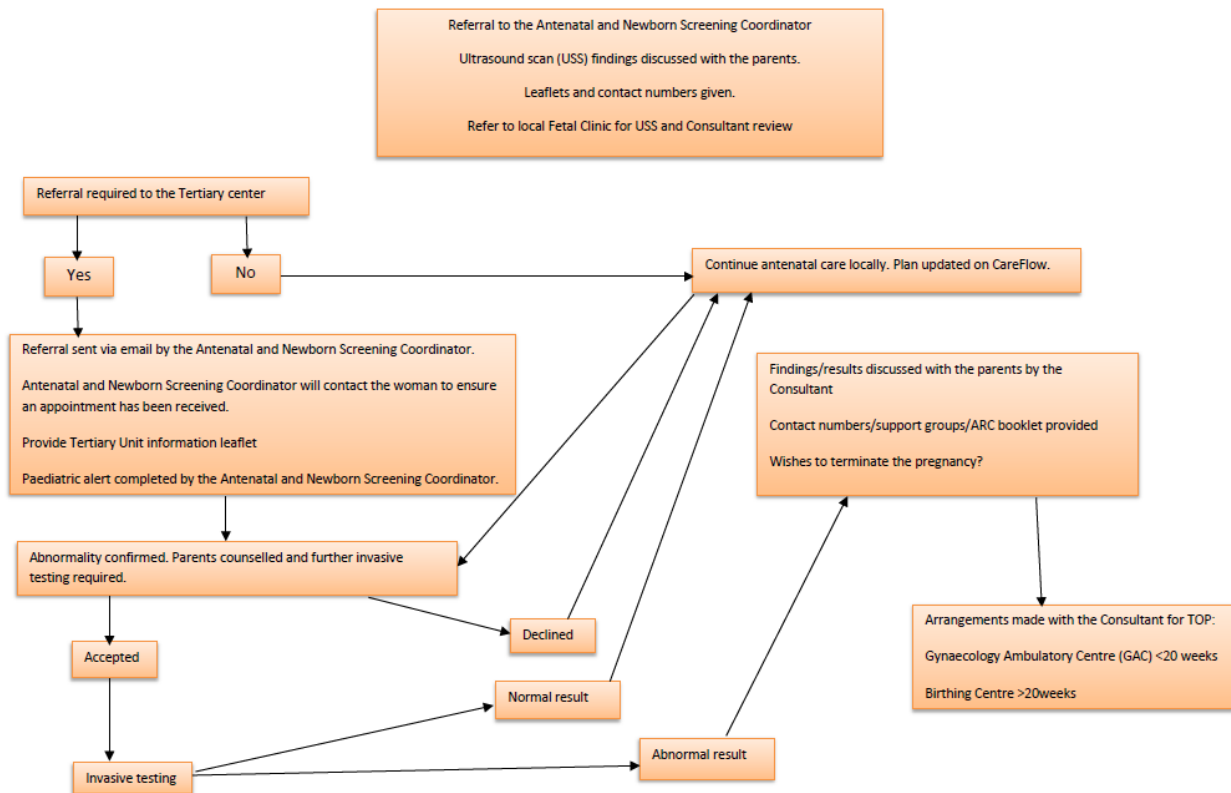 Referral to the Antenatal and Newborn Screening Coordinator
Ultrasound scan (USS) findings discussed with the parents.
Leaflets and contact numbers given.
Refer to local Fetal Clinic for USS and Consultant review
Referral required to the Tertiary center
Yes
No
Continue antenatal care locally. Plan updated on CareFlow.
Referral sent via email by the Antenatal and Newborn Screening Coordinator.
Antenatal and Newborn Screening Coordinator will contact the woman to ensure
an appointment has been received.
Provide Tertiary Unit information leaflet
Paediatric alert completed by the Antenatal and Newborn Screening Coordinator.
Findings/results discussed with the parents by the
Consultant
Contact numbers/support groups/ARC booklet provided
Wishes to terminate the pregnancy?
Abnormality confirmed. Parents counselled and further invasive
testing required.
Declined
Accepted
Arrangements made with the Consultant for TOP:
Gynaecology Ambulatory Centre (GAC) <20 weeks
Birthing Centre >20weeks
Normal result
Abnormal result
Invasive testing